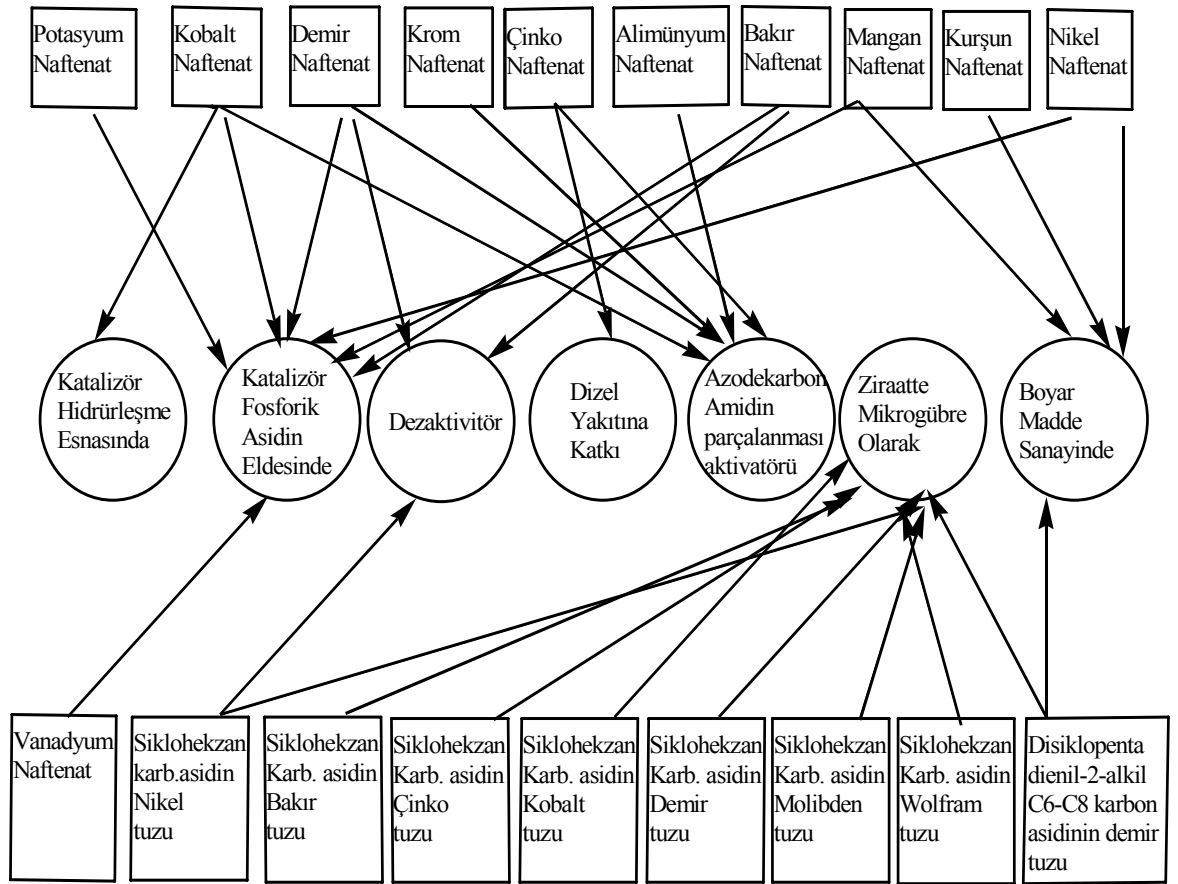 Potasyum
Naftenat
Kobalt
Naftenat
Demir
Naftenat
Krom
Naftenat
Çinko
Naftenat
Alimünyum
Naftenat
Bakır
Naftenat
Mangan
Naftenat
Kurşun
Naftenat
Nikel
Naftenat
Katalizör
Hidrürleşme
Esnasında
Katalizör
Fosforik
Asidin
Eldesinde
Dezaktivitör
Dizel
Yakıtına
Katkı
Azodekarbon
Amidin
parçalanması
aktivatörü
Ziraatte
Mikrogübre
Olarak
Boyar
Madde
Sanayinde
Vanadyum
Naftenat
Siklohekzan
karb.asidin
Nikel
tuzu
Siklohekzan
Karb. asidin
Bakır
tuzu
Siklohekzan
Karb. asidin
Çinko
tuzu
Siklohekzan
Karb. asidin
Kobalt
tuzu
Siklohekzan
Karb. asidin
Demir
tuzu
Siklohekzan
Karb. asidin
Molibden
tuzu
Siklohekzan
Karb. asidin
Wolfram
tuzu
Disiklopenta
dienil-2-alkil
C6-C8 karbon
asidinin demir
tuzu